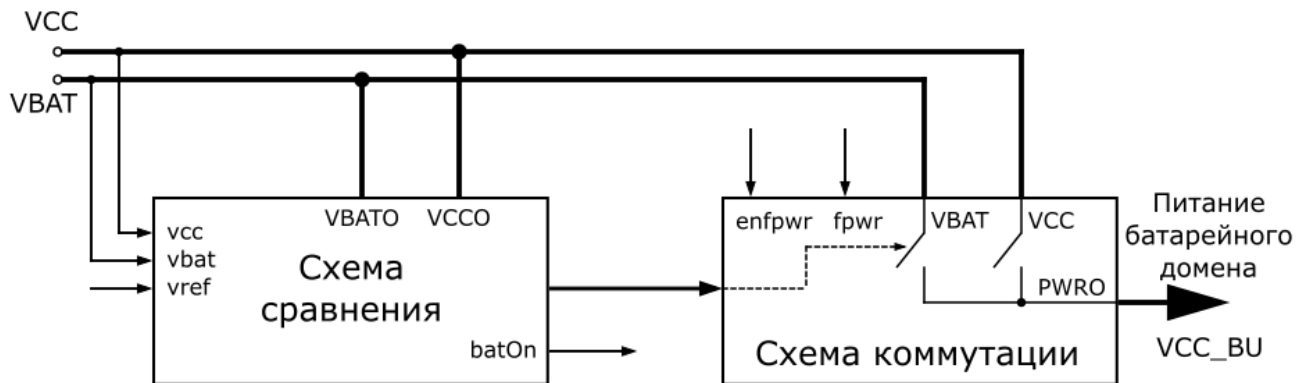 VCC
VBAT
VBATO VCCO
vcc
vbat
vref
Схема
сравнения
batOn
enfpwr fpwr VBAT VCC
PWRO
Схема коммутации
Питание
батарейного
домена
VCC_BU